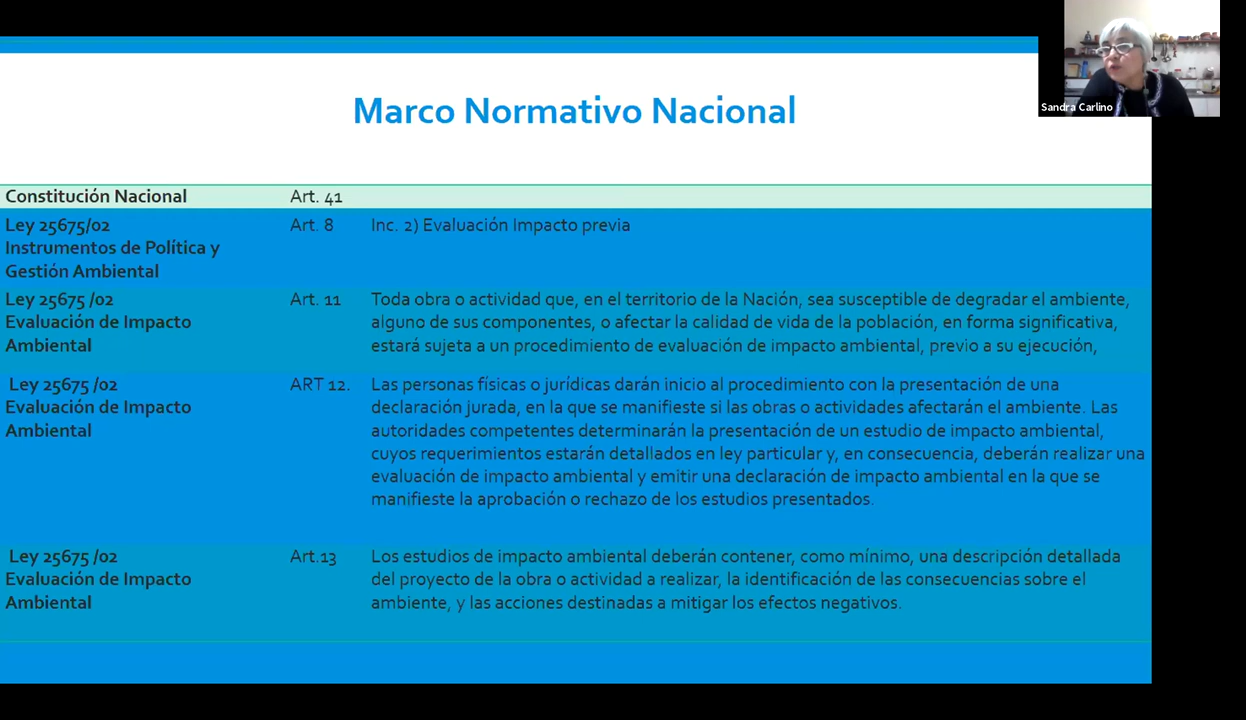 Marco Normativo Nacional
Sandra Carlino
Constitución Nacional Art. 41
Ley 25675/02 Art. 8 Inc. 2) Evaluación Impacto previa
Instrumentos de Política y
Gestión Ambiental
Ley 25675 /02 Art. 11 Toda obra o actividad que, en el territorio de la Nación, sea susceptible de degradar el ambiente,
Evaluación de Impacto alguno de sus componentes, o afectar la calidad de vida de la población, en forma significativa,
Ambiental estará sujeta a un procedimiento de evaluación de impacto ambiental, previo a su ejecución,
Ley 25675 /02 ART 12. Las personas físicas o jurídicas darán inicio al procedimiento con la presentación de una
Evaluación de Impacto declaración jurada, en la que se manifieste si las obras o actividades afectarán el ambiente. Las
Ambiental autoridades competentes determinarán la presentación de un estudio de impacto ambiental,
cuyos requerimientos estarán detallados en ley particular y, en consecuencia, deberán realizar una
evaluación de impacto ambiental y emitir una declaración de impacto ambiental en la que se
manifieste la aprobación o rechazo de los estudios presentados.
Ley 25675 /02 Art.13 Los estudios de impacto ambiental deberán contener, como mínimo, una descripción detallada
Evaluación de Impacto del proyecto de la obra o actividad a realizar, la identificación de las consecuencias sobre el
Ambiental ambiente, y las acciones destinadas a mitigar los efectos negativos.